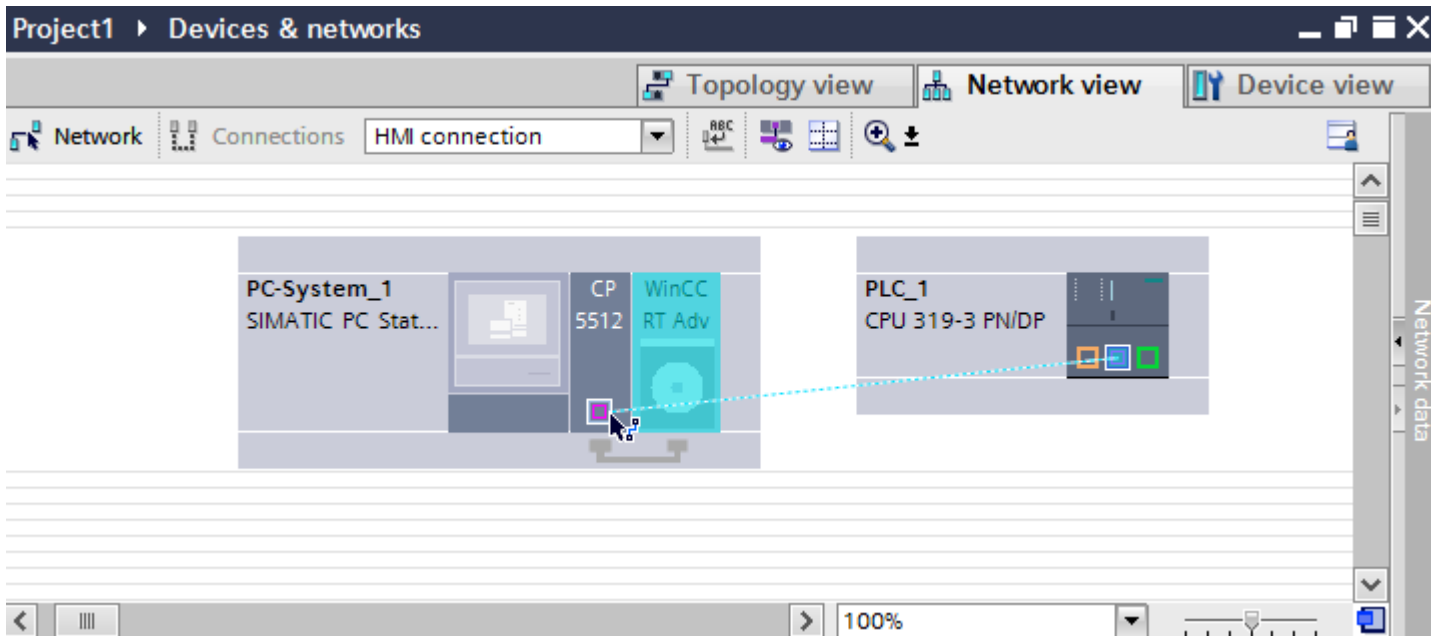 Project1 ▸ Devices & networks
Topology view
Network view
Device view
Network
Connections
HMI connection
ABC
PC-System_1
SIMATIC PC Stat...
CP
5512
WinCC
RT Adv
PLC_1
CPU 319-3 PN/DP
Network data
100%